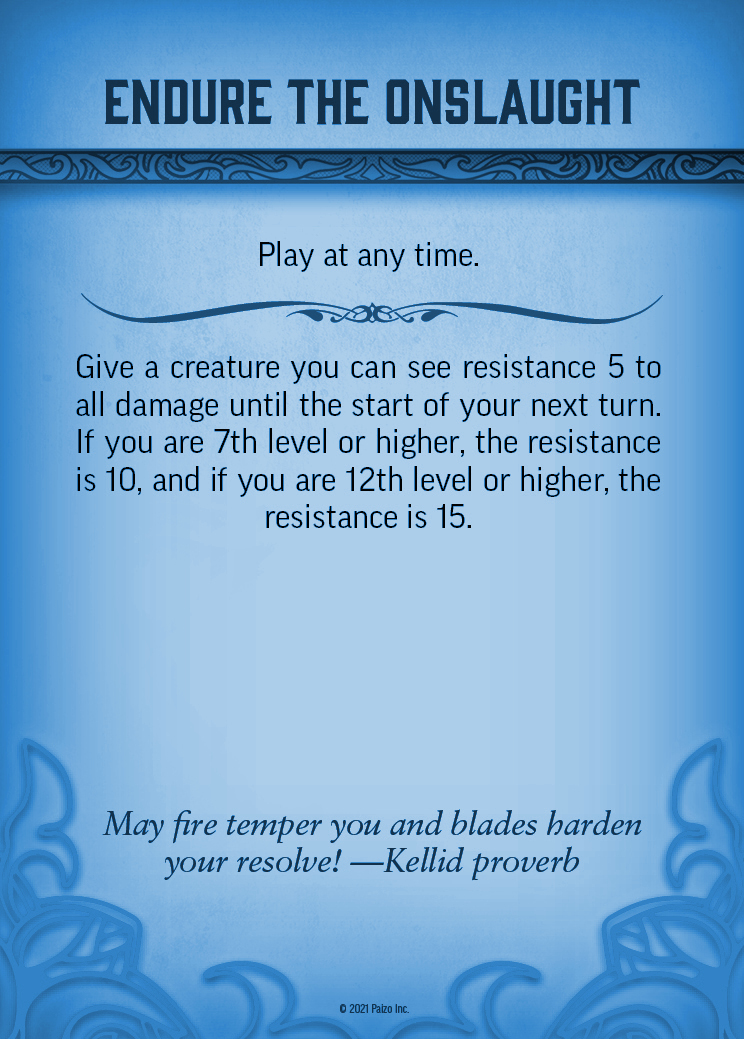 ENDURE THE ONSLAUGHT
Play at any time.
Give a creature you can see resistance 5 to
all damage until the start of your next turn.
If you are 7th level or higher, the resistance
is 10, and if you are 12th level or higher, the
resistance is 15.
May fire temper you and blades harden
your resolve! —Kellid proverb
© 2021 Paizo Inc.